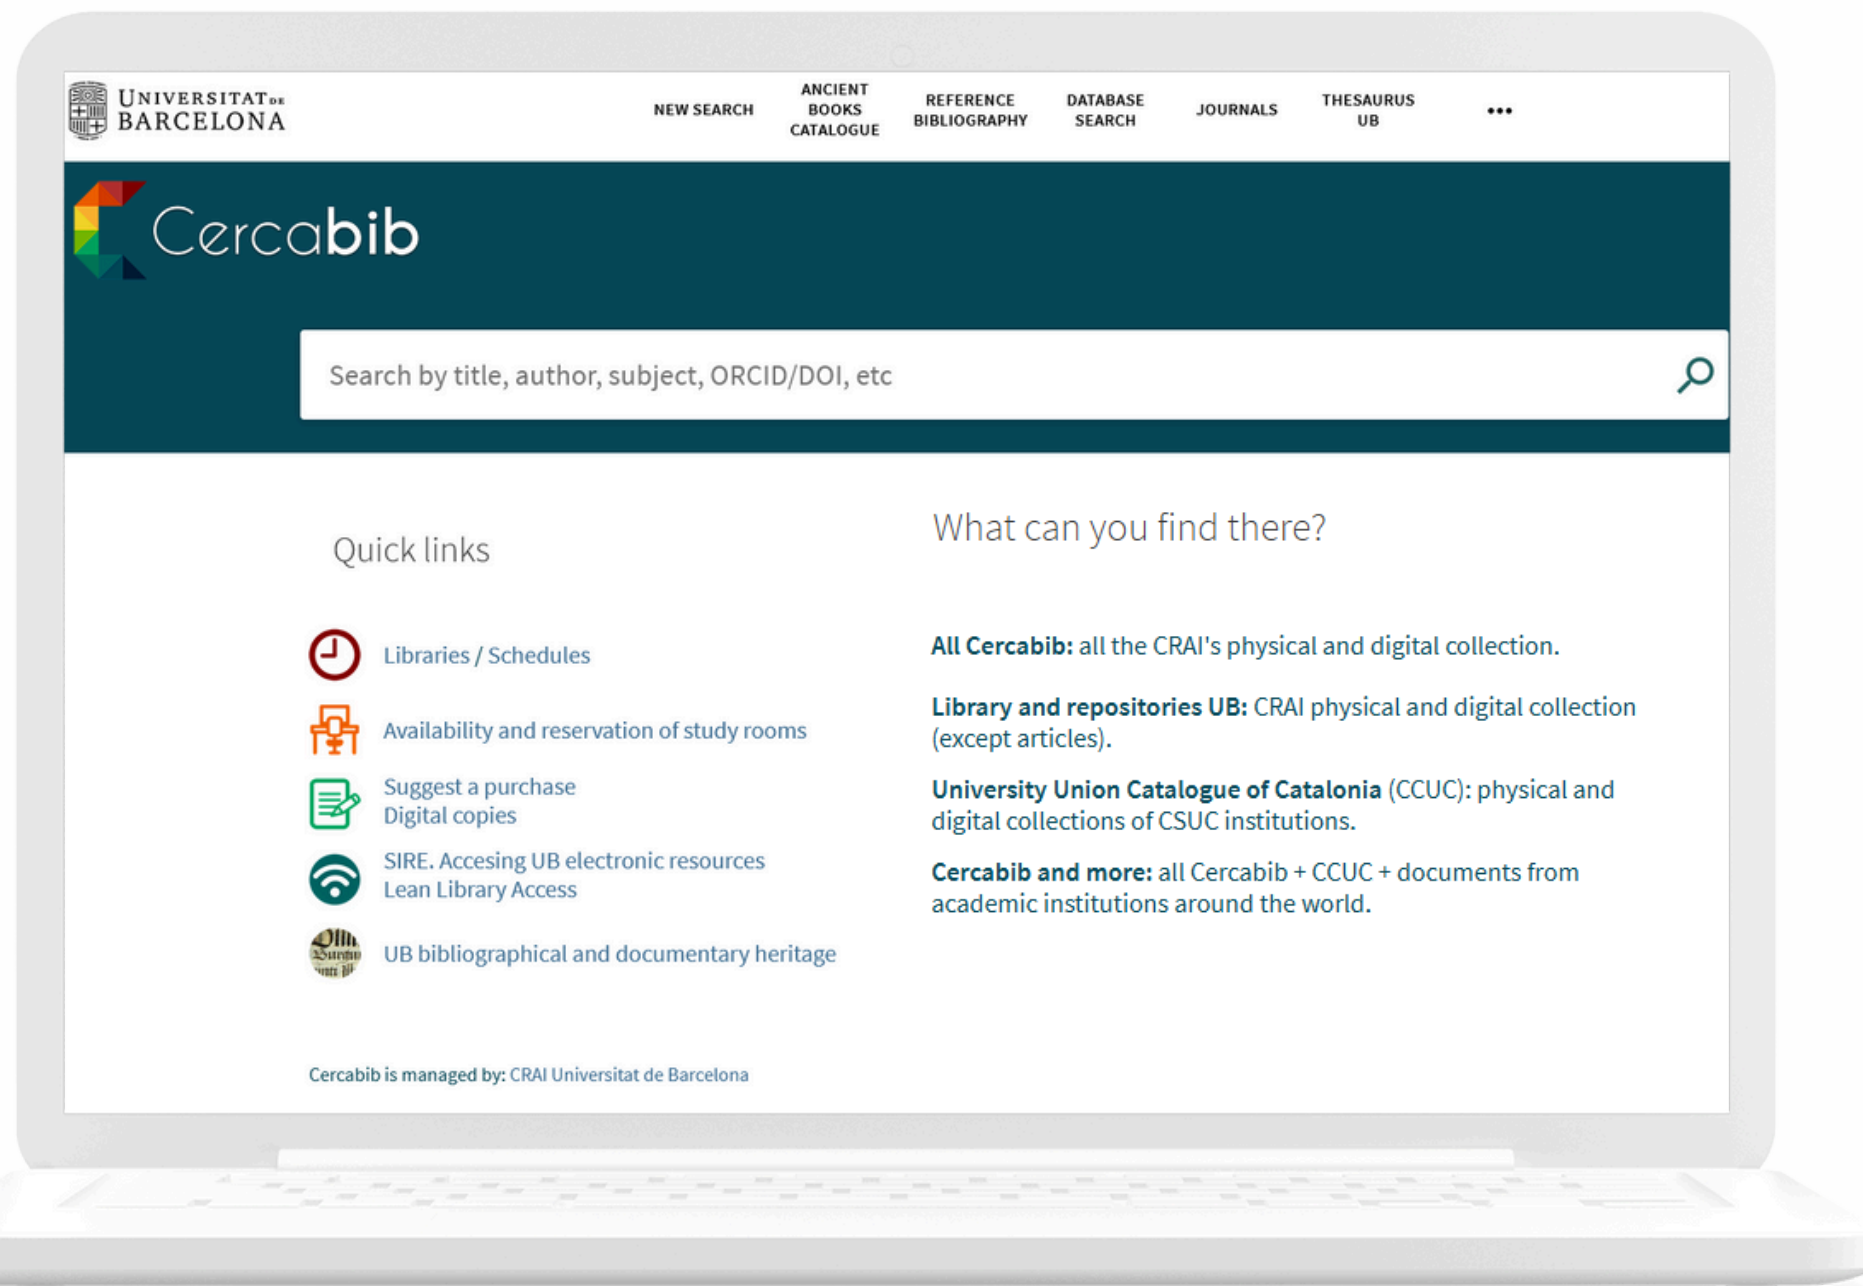 UNIVERSITAT DE
BARCELONA
NEW SEARCH
ANCIENT
BOOKS
CATALOGUE
REFERENCE
BIBLIOGRAPHY
DATABASE
SEARCH
JOURNALS
THESAURUS
UB
•••
Cercabib
Search by title, author, subject, ORCID/DOI, etc
Quick links
Libraries / Schedules
Availability and reservation of study rooms
Suggest a purchase
Digital copies
SIRE. Accesing UB electronic resources
Lean Library Access
UB bibliographical and documentary heritage
Cercabib is managed by: CRAI Universitat de Barcelona
What can you find there?
All Cercabib: all the CRAI's physical and digital collection.
Library and repositories UB: CRAI physical and digital collection
(except articles).
University Union Catalogue of Catalonia (CCUC): physical and
digital collections of CSUC institutions.
Cercabib and more: all Cercabib + CCUC + documents from
academic institutions around the world.